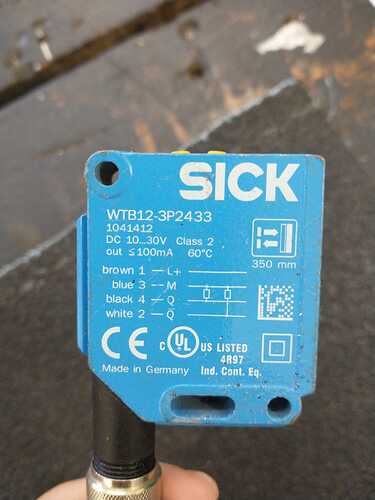 SICK
WTB12-3P2433
1041412
DC 10...30V Class 2
out ≤100mA 60°C
350 mm
brown 1 L+
blue 3 M
black 4 Q̅
white 2 Q
CE C UL US LISTED
4R97
Made in Germany Ind. Cont. Eq.